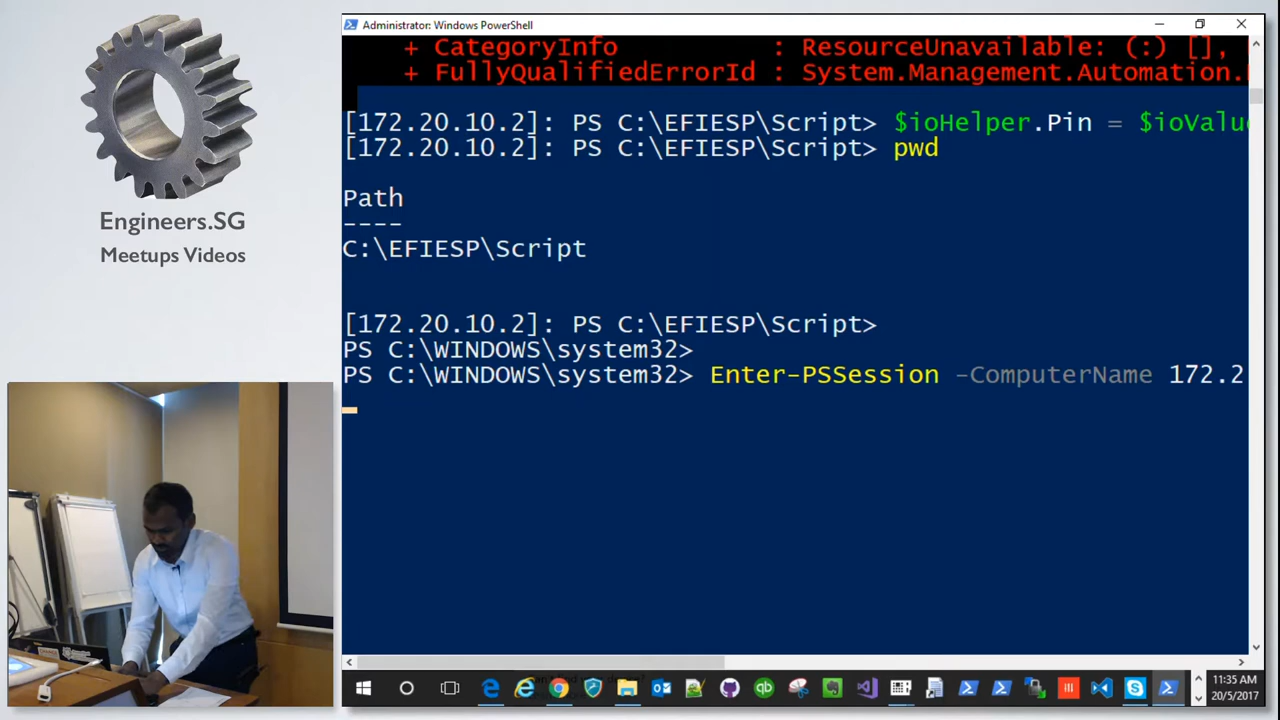 Administrator: Windows PowerShell
+ CategoryInfo : ResourceUnavailable: (:) [],
+ FullyQualifiedErrorId : System.Management.Automation.
[172.20.10.2]: PS C:\EFIESP\Script> $ioHelper.Pin = $ioValu
[172.20.10.2]: PS C:\EFIESP\Script> pwd
Path
----
C:\EFIESP\Script
[172.20.10.2]: PS C:\EFIESP\Script>
PS C:\WINDOWS\system32>
PS C:\WINDOWS\system32> Enter-PSSession -ComputerName 172.2
Engineers.SG
Meetups Videos
11:35 AM
20/5/2017